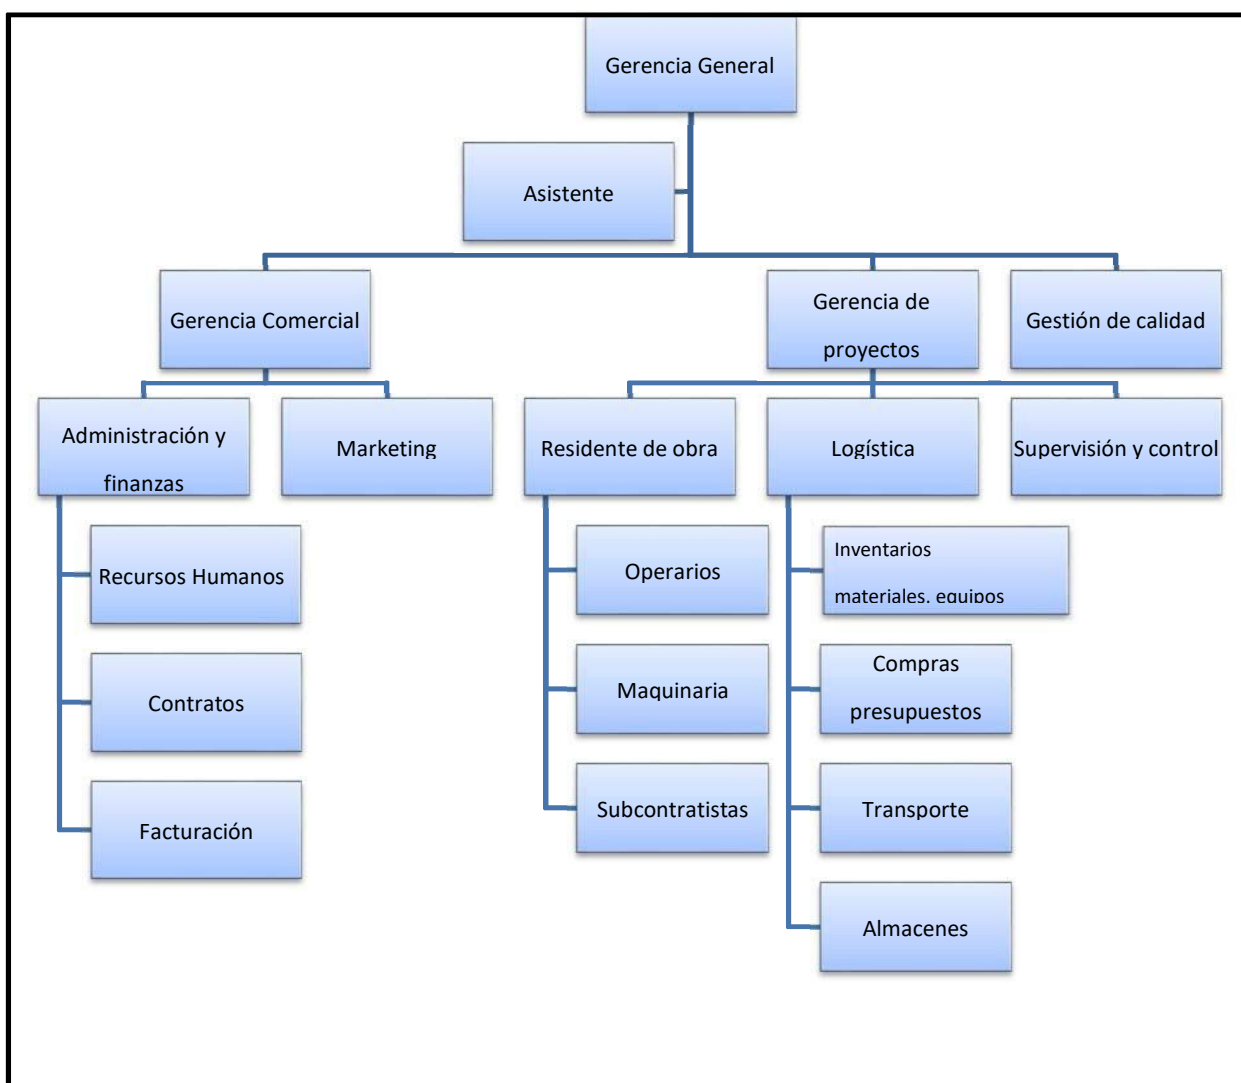 Gerencia General
Asistente
Gerencia Comercial
Gerencia de
proyectos
Gestión de calidad
Administración y
finanzas
Marketing
Residente de obra
Logística
Supervisión y control
Recursos Humanos
Contratos
Facturación
Operarios
Maquinaria
Subcontratistas
Inventarios
materiales, equipos
Compras
presupuestos
Transporte
Almacenes